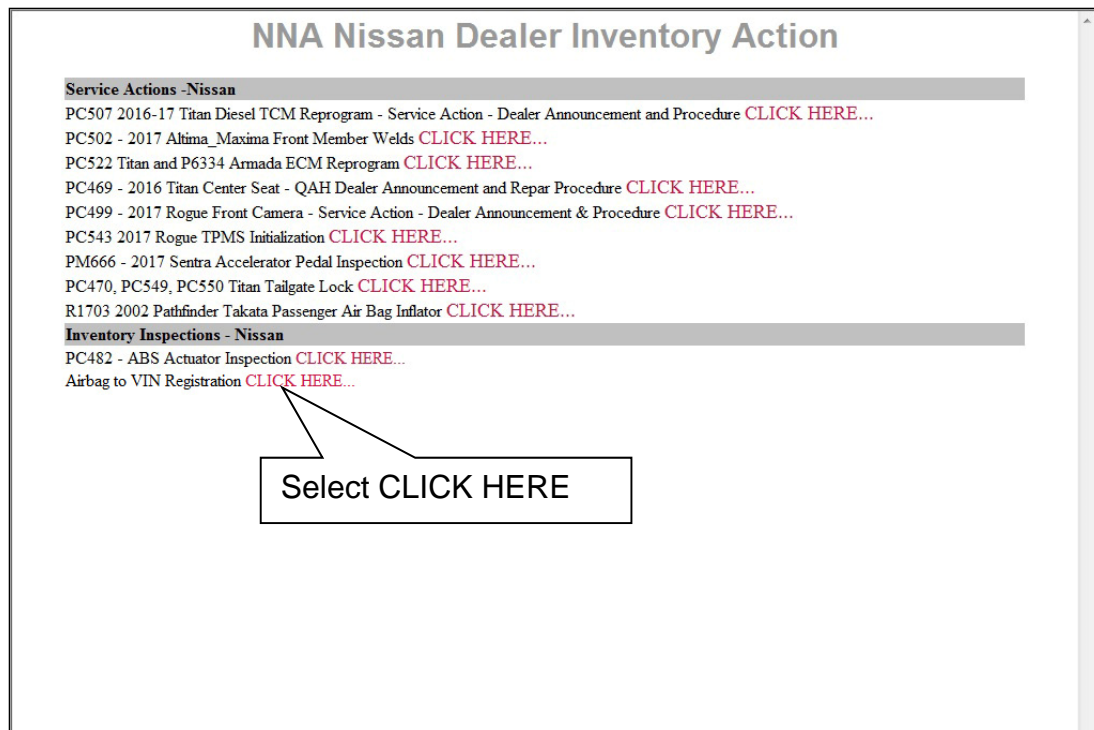 NNA Nissan Dealer Inventory Action
Service Actions -Nissan
PC507 2016-17 Titan Diesel TCM Reprogram - Service Action - Dealer Announcement and Procedure CLICK HERE...
PC502 - 2017 Altima_Maxima Front Member Welds CLICK HERE...
PC522 Titan and P6334 Armada ECM Reprogram CLICK HERE...
PC469 - 2016 Titan Center Seat - QAH Dealer Announcement and Repar Procedure CLICK HERE...
PC499 - 2017 Rogue Front Camera - Service Action - Dealer Announcement & Procedure CLICK HERE...
PC543 2017 Rogue TPMS Initialization CLICK HERE...
PM666 - 2017 Sentra Accelerator Pedal Inspection CLICK HERE...
PC470, PC549, PC550 Titan Tailgate Lock CLICK HERE...
R1703 2002 Pathfinder Takata Passenger Air Bag Inflator CLICK HERE...
Inventory Inspections - Nissan
PC482 - ABS Actuator Inspection CLICK HERE...
Airbag to VIN Registration CLICK HERE...
Select CLICK HERE